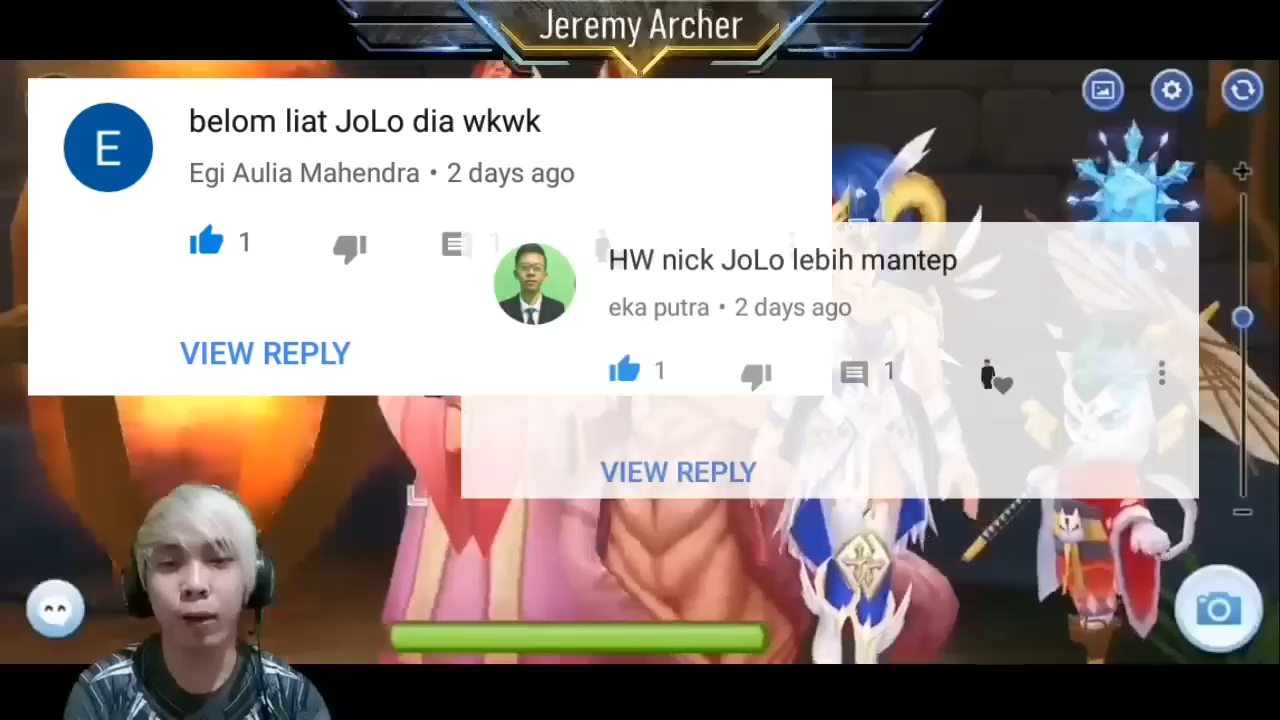 Jeremy Archer
belom liat JoLo dia wkwk
Egi Aulia Mahendra • 2 days ago
E
1
1
VIEW REPLY
HW nick JoLo lebih mantep
eka putra • 2 days ago
1
1
VIEW REPLY